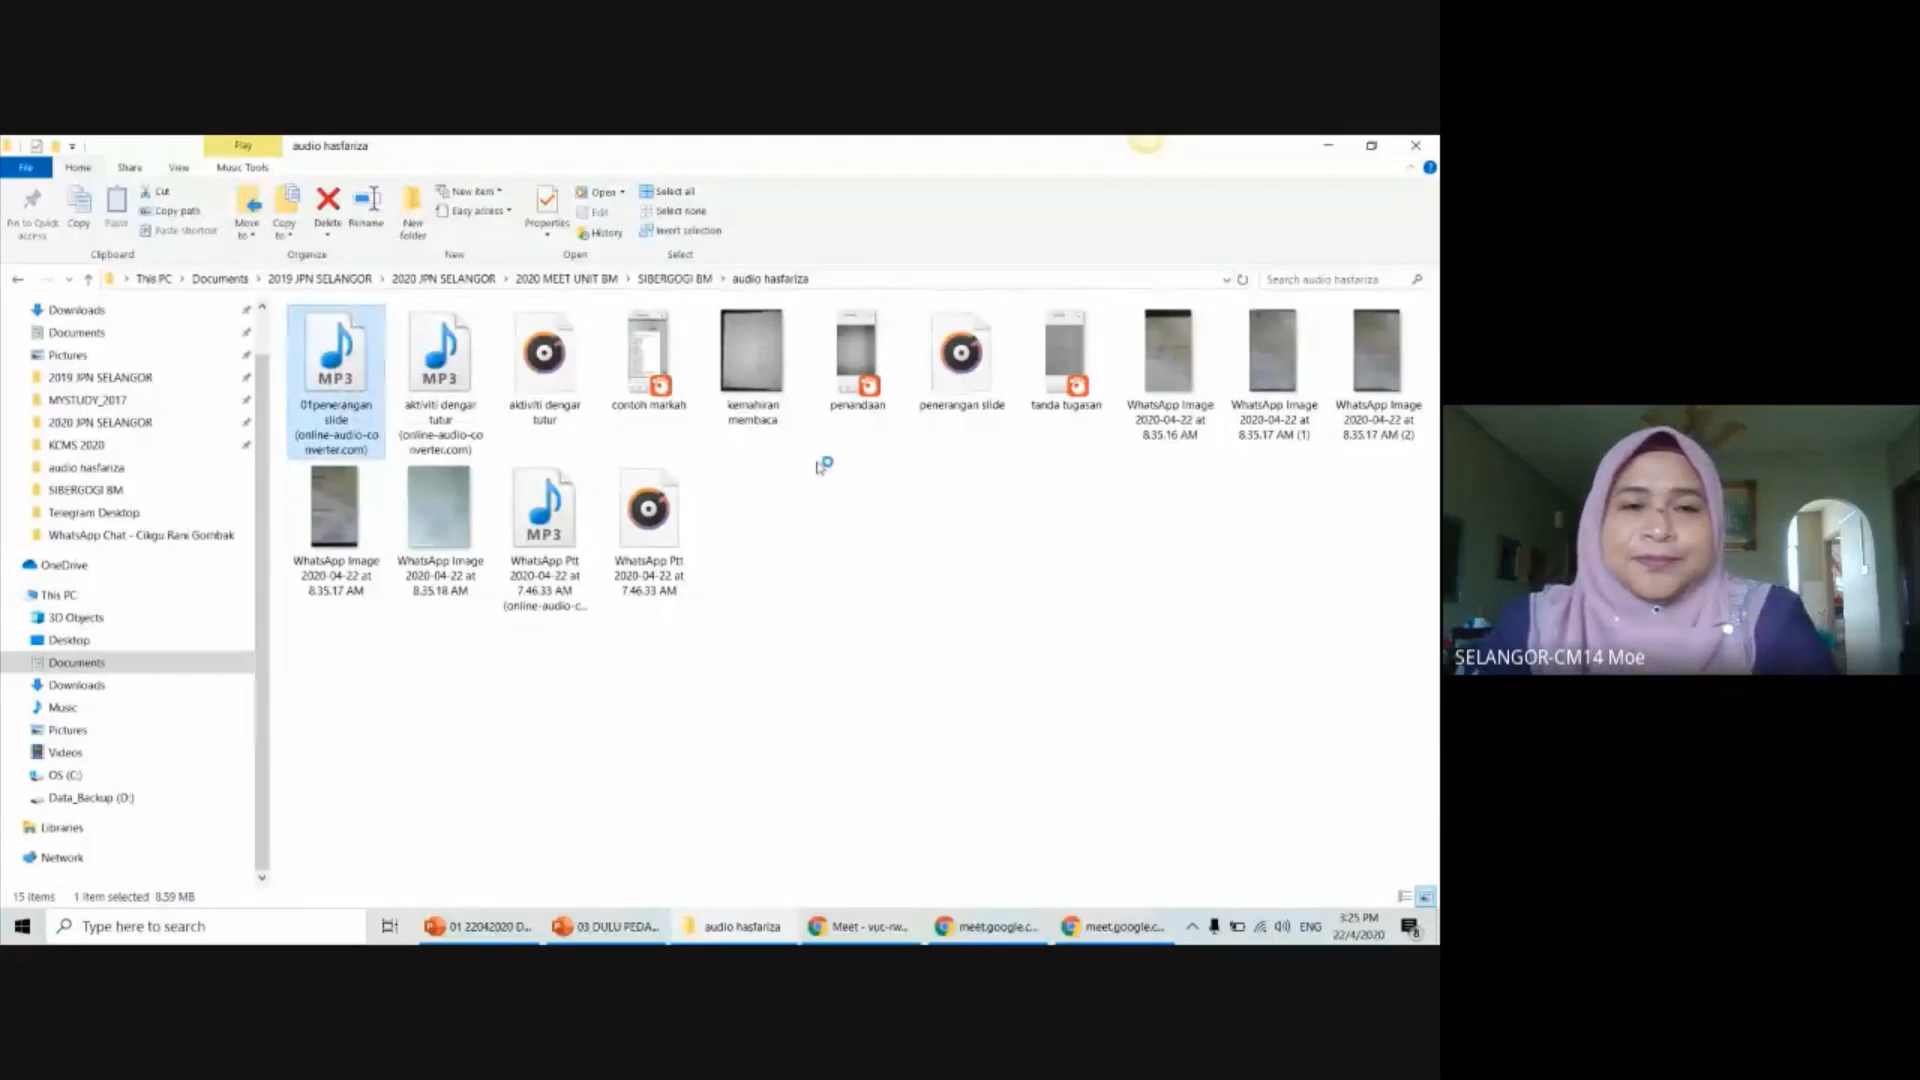 Play
audio hasfariza
File
Home
Share
View
Music Tools
Pin to Quick access
Copy
Paste
Cut
Copy path
Paste shortcut
Clipboard
Move to
Copy to
Delete
Rename
Organize
New folder
New item
Easy access
New
Properties
Open
Edit
History
Open
Select all
Select none
Invert selection
Select
This PC > Documents > 2019 JPN SELANGOR > 2020 JPN SELANGOR > 2020 MEET UNIT BM > SIBERGOGI BM > audio hasfariza
Search audio hasfariza
Downloads
Documents
Pictures
2019 JPN SELANGOR
MYSTUDY_2017
2020 JPN SELANGOR
KCMS 2020
audio hasfariza
SIBERGOGI BM
Telegram Desktop
WhatsApp Chat - Cikgu Rani Gombak
OneDrive
This PC
3D Objects
Desktop
Documents
Downloads
Music
Pictures
Videos
OS (C:)
Data_Backup (D:)
Libraries
Network
MP3
01penerangan
slide
(online-audio-co
nverter.com)
MP3
aktiviti dengar
tutur
(online-audio-co
nverter.com)
aktiviti dengar
tutur
contoh markah
kemahiran
membaca
penandaan
penerangan slide
tanda tugasan
WhatsApp Image
2020-04-22 at
8.35.16 AM
WhatsApp Image
2020-04-22 at
8.35.17 AM (1)
WhatsApp Image
2020-04-22 at
8.35.17 AM (2)
WhatsApp Image
2020-04-22 at
8.35.17 AM
WhatsApp Image
2020-04-22 at
8.35.18 AM
MP3
WhatsApp Ptt
2020-04-22 at
7.46.33 AM
(online-audio-c...
WhatsApp Ptt
2020-04-22 at
7.46.33 AM
SELANGOR-CM14 Moe
15 items
1 item selected 8.59 MB
Type here to search
01 22042020 D...
03 DULU PEDA...
audio hasfariza
Meet - vuc-rw...
meet.google.c...
meet.google.c...
ENG
3:25 PM
22/4/2020
8